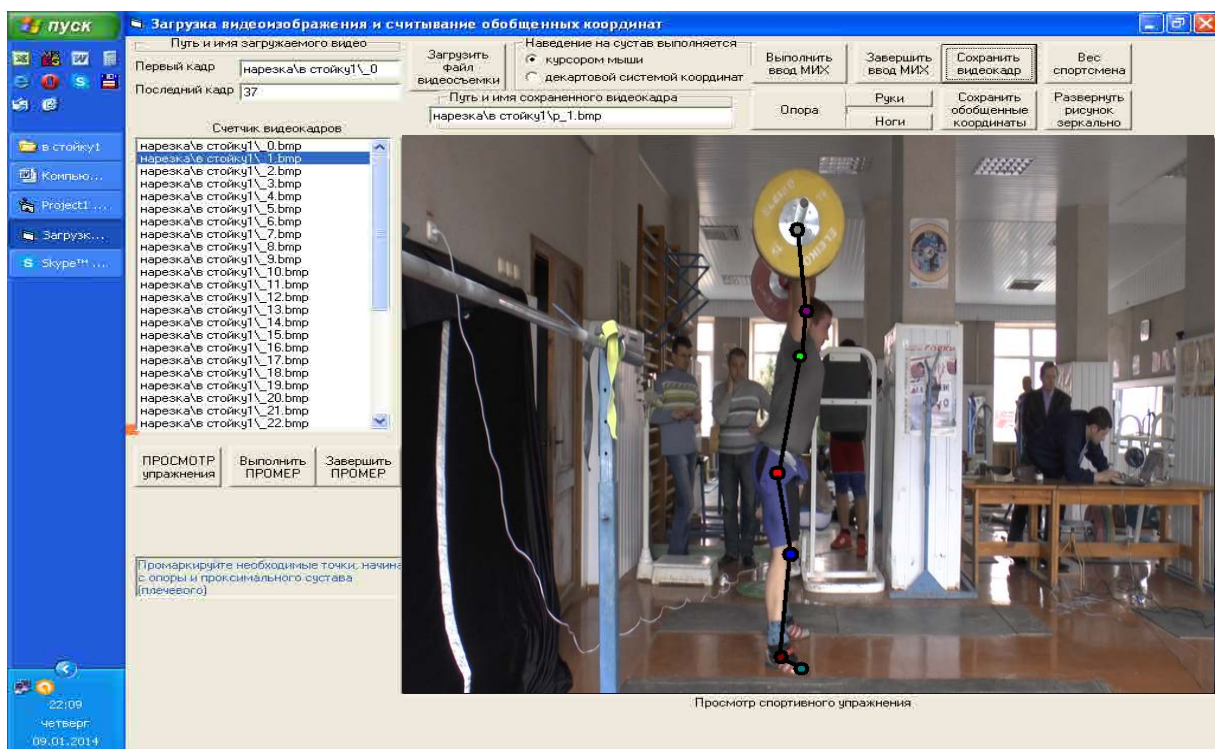 пуск
Загрузка видеоизображения и считывание обобщенных координат
Путь и имя загружаемого видео
Первый кадр
нарезка\в стойку1\_0
Последний кадр
37
Загрузить
файл
видеосъемки
Наведение на сустав выполняется
курсором мыши
декартовой системой координат
Путь и имя сохраненного видеокадра
нарезка\в стойку1\p_1.bmp
Выполнить
ввод МИХ
Завершить
ввод МИХ
Сохранить
видеокадр
Вес
спортсмена
Опора
Руки
Ноги
Сохранить
обобщенные
координаты
Развернуть
рисунок
зеркально
Счетчик видеокадров
нарезка\в стойку1\_0.bmp
нарезка\в стойку1\_1.bmp
нарезка\в стойку1\_2.bmp
нарезка\в стойку1\_3.bmp
нарезка\в стойку1\_4.bmp
нарезка\в стойку1\_5.bmp
нарезка\в стойку1\_6.bmp
нарезка\в стойку1\_7.bmp
нарезка\в стойку1\_8.bmp
нарезка\в стойку1\_9.bmp
нарезка\в стойку1\_10.bmp
нарезка\в стойку1\_11.bmp
нарезка\в стойку1\_12.bmp
нарезка\в стойку1\_13.bmp
нарезка\в стойку1\_14.bmp
нарезка\в стойку1\_15.bmp
нарезка\в стойку1\_16.bmp
нарезка\в стойку1\_17.bmp
нарезка\в стойку1\_18.bmp
нарезка\в стойку1\_19.bmp
нарезка\в стойку1\_20.bmp
нарезка\в стойку1\_21.bmp
нарезка\в стойку1\_22.bmp
ПРОСМОТР
упражнения
Выполнить
ПРОМЕР
Завершить
ПРОМЕР
Промаркируйте необходимые точки, начина
с опоры и проксимального сустава
(плечевого)
Просмотр спортивного упражнения
ELEIKO
ELEIKO
в стойку1
Компью...
Project1 ...
Загрузк...
Skype™ ...
22:09
четверг
09.01.2014